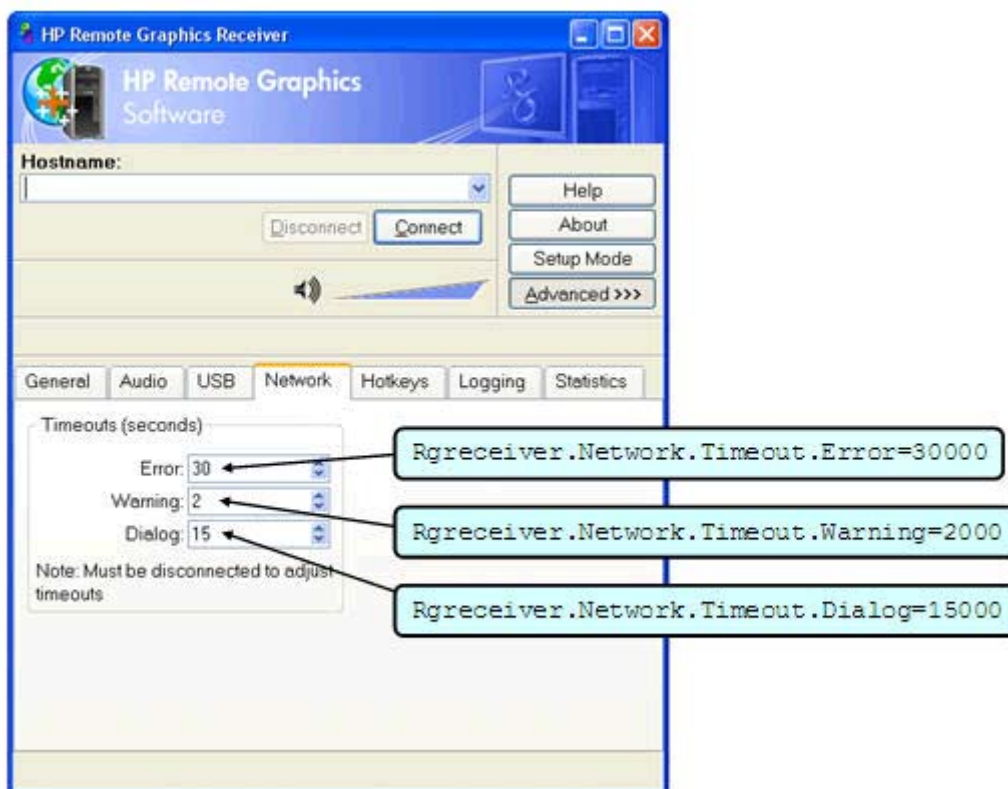 HP Remote Graphics Receiver
HP Remote Graphics
Software
Hostname:
Help
Disconnect
Connect
About
Setup Mode
Advanced >>>
General
Audio
USB
Network
Hotkeys
Logging
Statistics
Timeouts (seconds)
Error: 30
Rgreceiver.Network.Timeout.Error=30000
Warning: 2
Rgreceiver.Network.Timeout.Warning=2000
Dialog: 15
Rgreceiver.Network.Timeout.Dialog=15000
Note: Must be disconnected to adjust
timeouts